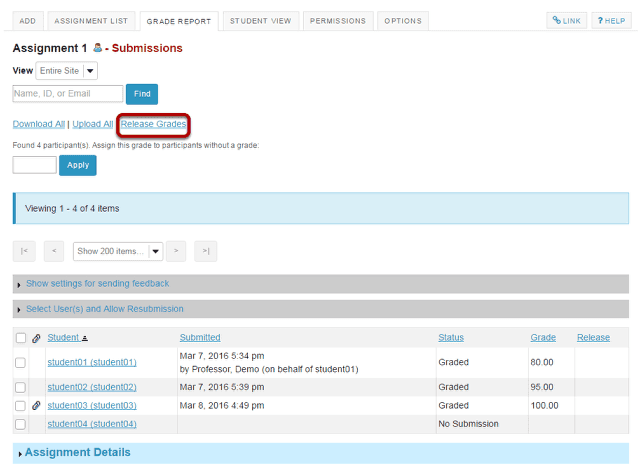 ADD ASSIGNMENT LIST GRADE REPORT STUDENT VIEW PERMISSIONS OPTIONS LINK ? HELP
Assignment 1 - Submissions
View Entire Site
Name, ID, or Email Find
Download All | Upload All Release Grades
Found 4 participant(s). Assign this grade to participants without a grade:
Apply
Viewing 1 - 4 of 4 items
|< < Show 200 items... > >|
Show settings for sending feedback
Select User(s) and Allow Resubmission
Student Submitted Status Grade Release
student01 (student01) Mar 7, 2016 5:34 pm Graded 80.00
by Professor, Demo (on behalf of student01)
student02 (student02) Mar 7, 2016 5:39 pm Graded 95.00
student03 (student03) Mar 8, 2016 4:49 pm Graded 100.00
student04 (student04) No Submission
Assignment Details